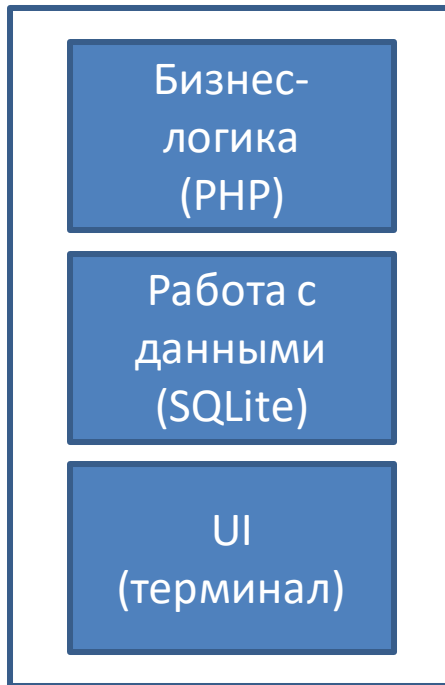 Бизнес-
логика
(PHP)
Работа с
данными
(SQLite)
UI
(терминал)